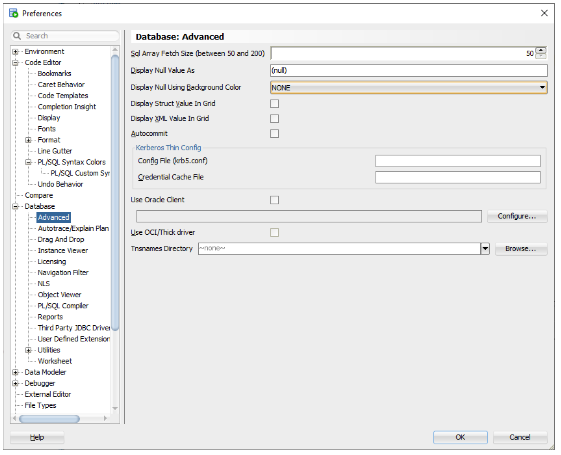 Preferences
Search
Environment
Code Editor
Bookmarks
Caret Behavior
Code Templates
Completion Insight
Display
Fonts
Format
Line Gutter
PL/SQL Syntax Colors
PL/SQL Custom Syr
Undo Behavior
Compare
Database
Advanced
Autotrace/Explain Plan
Drag And Drop
Instance Viewer
Licensing
Navigation Filter
NLS
Object Viewer
PL/SQL Compiler
Reports
Third Party JDBC Driver
User Defined Extension
Utilities
Worksheet
Data Modeler
Debugger
External Editor
File Types
Database: Advanced
Sql Array Fetch Size (between 50 and 200) 50
Display Null Value As (null)
Display Null Using Background Color NONE
Display Struct Value In Grid
Display XML Value In Grid
Autocommit
Kerberos Thin Config
Config File (krb5.conf)
Credential Cache File
Use Oracle Client
Configure...
Use OCI/Thick driver
Tnsnames Directory ~none~ Browse...
Help OK Cancel